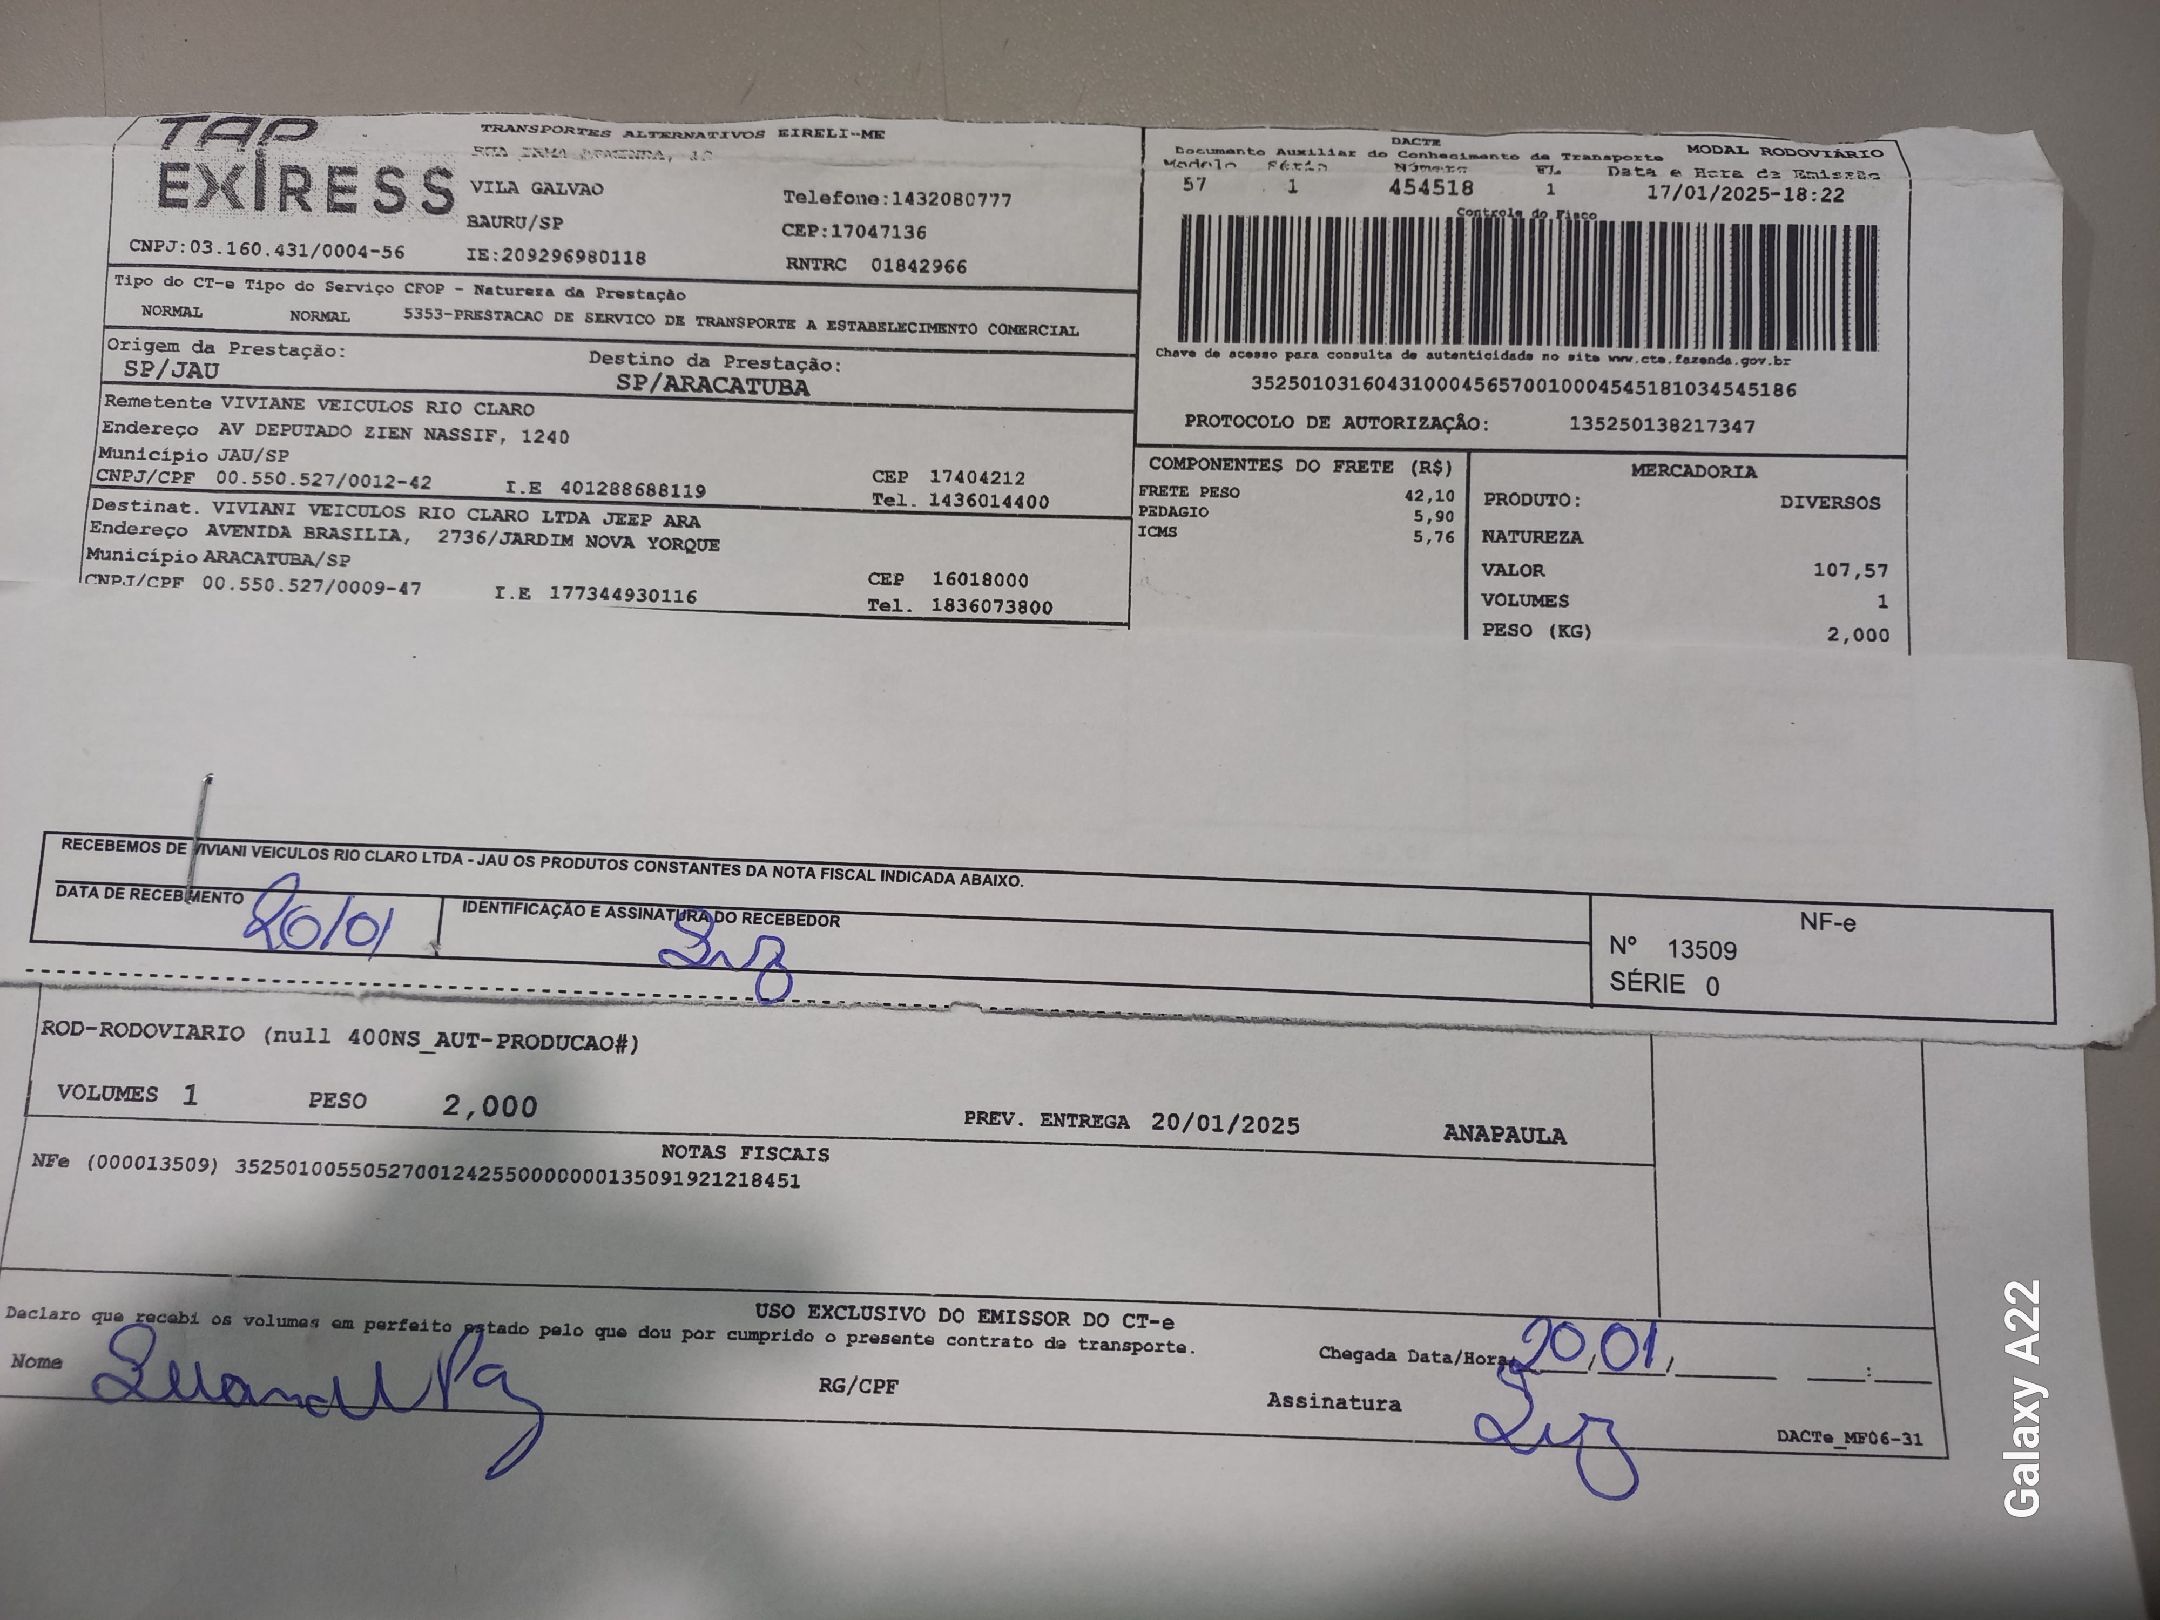 TAP
EXPRESS
TRANSPORTES ALTERNATIVOS EIRELI-ME
VILA GALVAO
Telefone:1432080777
BAURU/SP
CEP:17047136
CNPJ:03.160.431/0004-56
IE:209296980118
RNTRC 01842966
DACTE
Documento Auxiliar do Conhecimento de Transporte
MODAL RODOVIÁRIO
Modelo Série Número FL Data e Hora de Emissão
57 1 454518 1 17/01/2025-18:22
Controle do Fisco
Chave de acesso para consulta de autenticidade no site www.cte.fazenda.gov.br
35250103160431000456570010004545181034545186
PROTOCOLO DE AUTORIZAÇÃO: 135250138217347
Tipo do CT-e Tipo do Serviço CFOP - Natureza da Prestação
NORMAL NORMAL 5353-PRESTACAO DE SERVICO DE TRANSPORTE A ESTABELECIMENTO COMERCIAL
Origem da Prestação:
SP/JAU
Destino da Prestação:
SP/ARACATUBA
Remetente VIVIANE VEICULOS RIO CLARO
Endereço AV DEPUTADO ZIEN NASSIF, 1240
Município JAU/SP
CEP 17404212
CNPJ/CPF 00.550.527/0012-42 I.E 401288688119 Tel. 1436014400
Destinat. VIVIANI VEICULOS RIO CLARO LTDA JEEP ARA
Endereço AVENIDA BRASILIA, 2736/JARDIM NOVA YORQUE
Município ARACATUBA/SP
CEP 16018000
CNPJ/CPF 00.550.527/0009-47 I.E 177344930116 Tel. 1836073800
COMPONENTES DO FRETE (R$)
FRETE PESO 42,10
PEDAGIO 5,90
ICMS 5,76
MERCADORIA
PRODUTO: DIVERSOS
NATUREZA
VALOR 107,57
VOLUMES 1
PESO (KG) 2,000
RECEBEMOS DE VIVIANI VEICULOS RIO CLARO LTDA - JAU OS PRODUTOS CONSTANTES DA NOTA FISCAL INDICADA ABAIXO.
DATA DE RECEBIMENTO
20/01
IDENTIFICAÇÃO E ASSINATURA DO RECEBEDOR
NF-e
Nº 13509
SÉRIE 0
ROD-RODOVIARIO (null 400NS_AUT-PRODUCAO#)
VOLUMES 1 PESO 2,000 PREV. ENTREGA 20/01/2025 ANAPAULA
NOTAS FISCAIS
NFe (000013509) 35250100550527001242550000000135091921218451
USO EXCLUSIVO DO EMISSOR DO CT-e
Declaro que recebi os volumes em perfeito estado pelo que dou por cumprido o presente contrato de transporte.
Nome
RG/CPF
Chegada Data/Hora 20/01/ :
Assinatura
DACTe_MF06-31
Galaxy A22